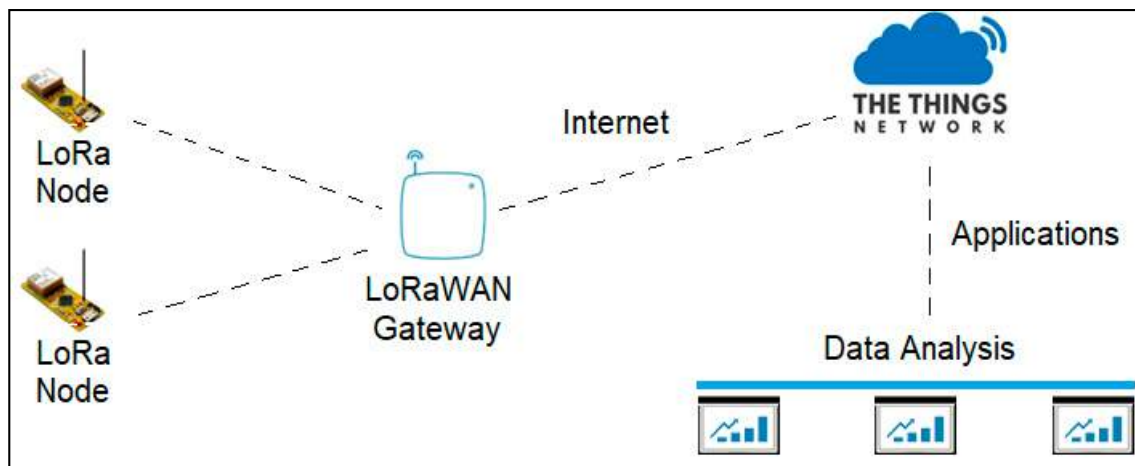 LoRa
Node
LoRa
Node
LoRaWAN
Gateway
Internet
THE THINGS
NETWORK
Applications
Data Analysis